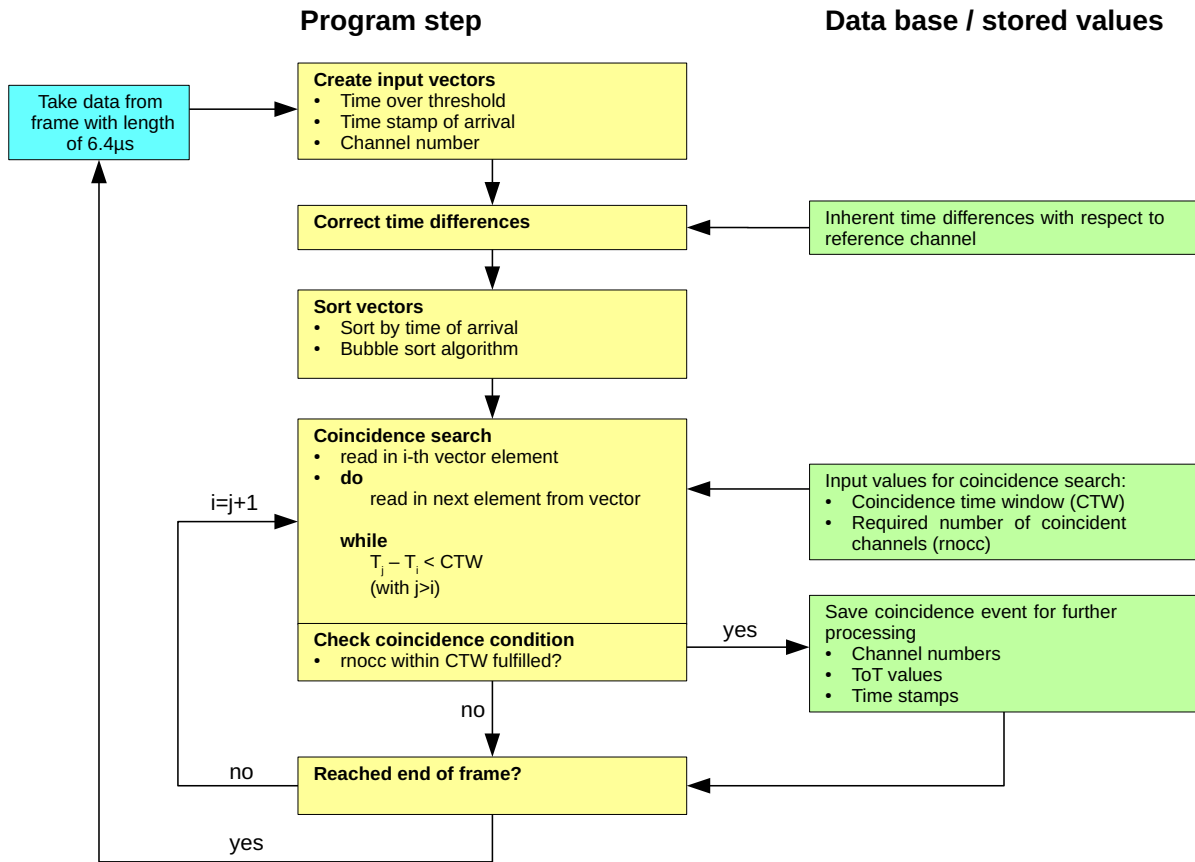 Program step
Data base / stored values
Take data from
frame with length
of 6.4µs
Create input vectors
• Time over threshold
• Time stamp of arrival
• Channel number
Correct time differences
Inherent time differences with respect to
reference channel
Sort vectors
• Sort by time of arrival
• Bubble sort algorithm
i=j+1
Coincidence search
• read in i-th vector element
• do
read in next element from vector
while
T_j – T_i < CTW
(with j>i)
Input values for coincidence search:
• Coincidence time window (CTW)
• Required number of coincident
channels (rnocc)
Check coincidence condition
• rnocc within CTW fulfilled?
yes
Save coincidence event for further
processing
• Channel numbers
• ToT values
• Time stamps
no
Reached end of frame?
no
yes